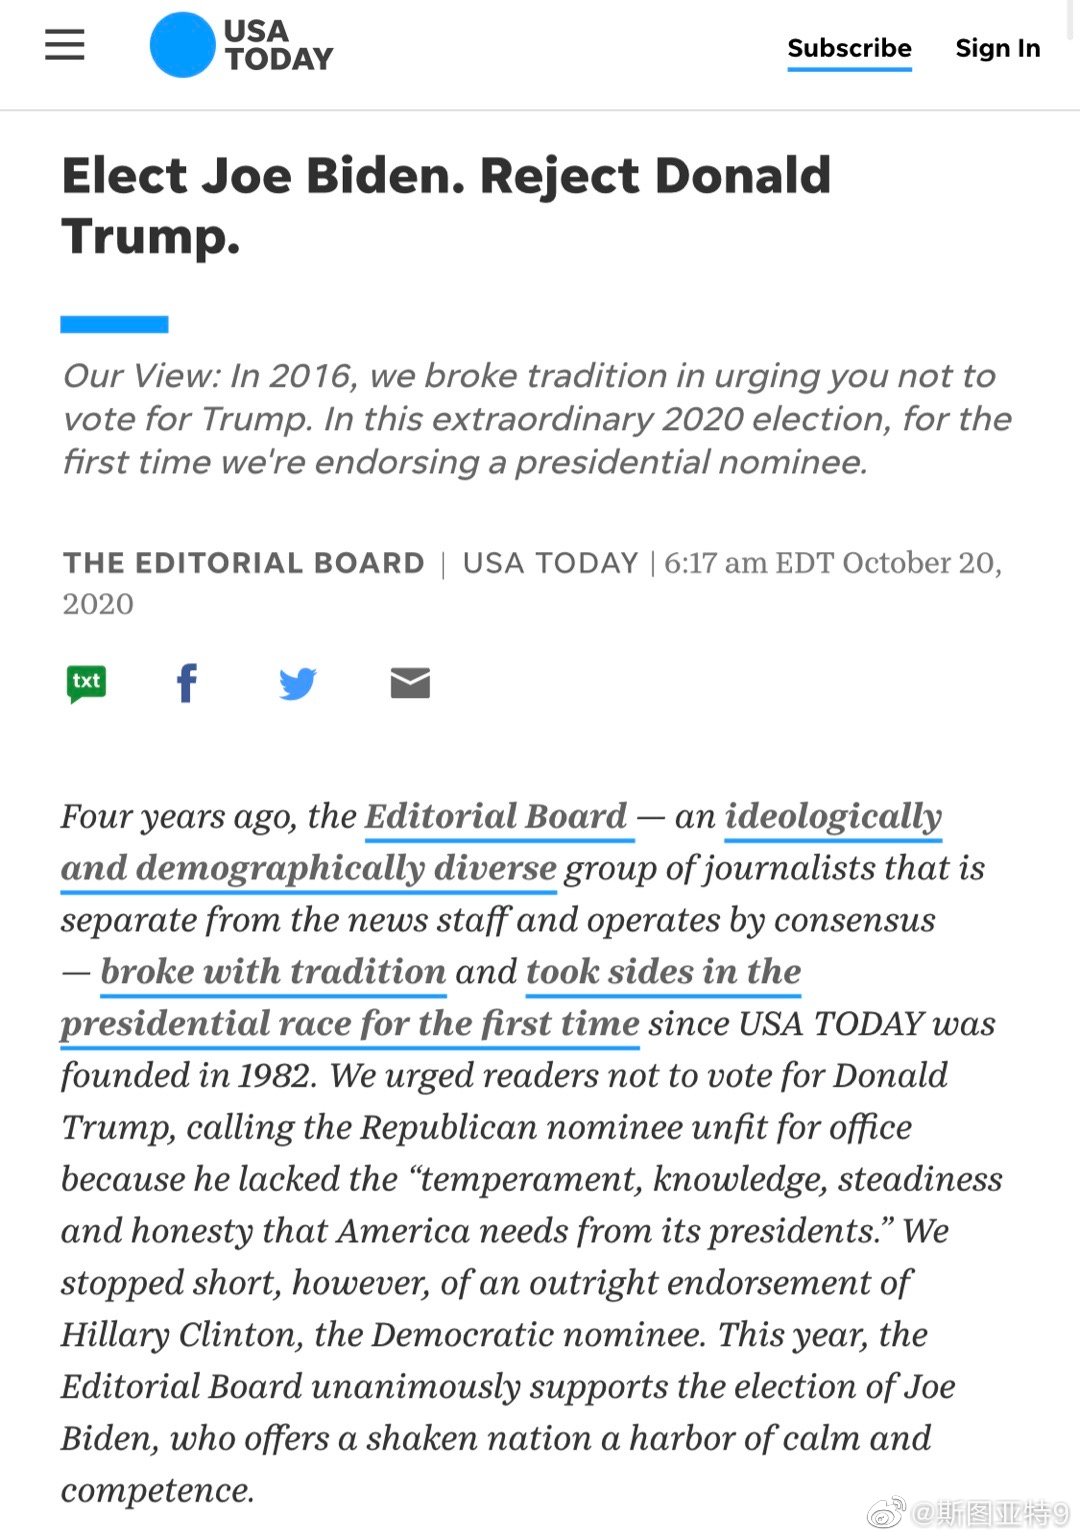 USA
TODAY
Subscribe
Sign In
Elect Joe Biden. Reject Donald
Trump.
Our View: In 2016, we broke tradition in urging you not to
vote for Trump. In this extraordinary 2020 election, for the
first time we're endorsing a presidential nominee.
THE EDITORIAL BOARD | USA TODAY | 6:17 am EDT October 20,
2020
txt
Four years ago, the Editorial Board — an ideologically
and demographically diverse group of journalists that is
separate from the news staff and operates by consensus
— broke with tradition and took sides in the
presidential race for the first time since USA TODAY was
founded in 1982. We urged readers not to vote for Donald
Trump, calling the Republican nominee unfit for office
because he lacked the “temperament, knowledge, steadiness
and honesty that America needs from its presidents.” We
stopped short, however, of an outright endorsement of
Hillary Clinton, the Democratic nominee. This year, the
Editorial Board unanimously supports the election of Joe
Biden, who offers a shaken nation a harbor of calm and
competence.
@斯图亚特9